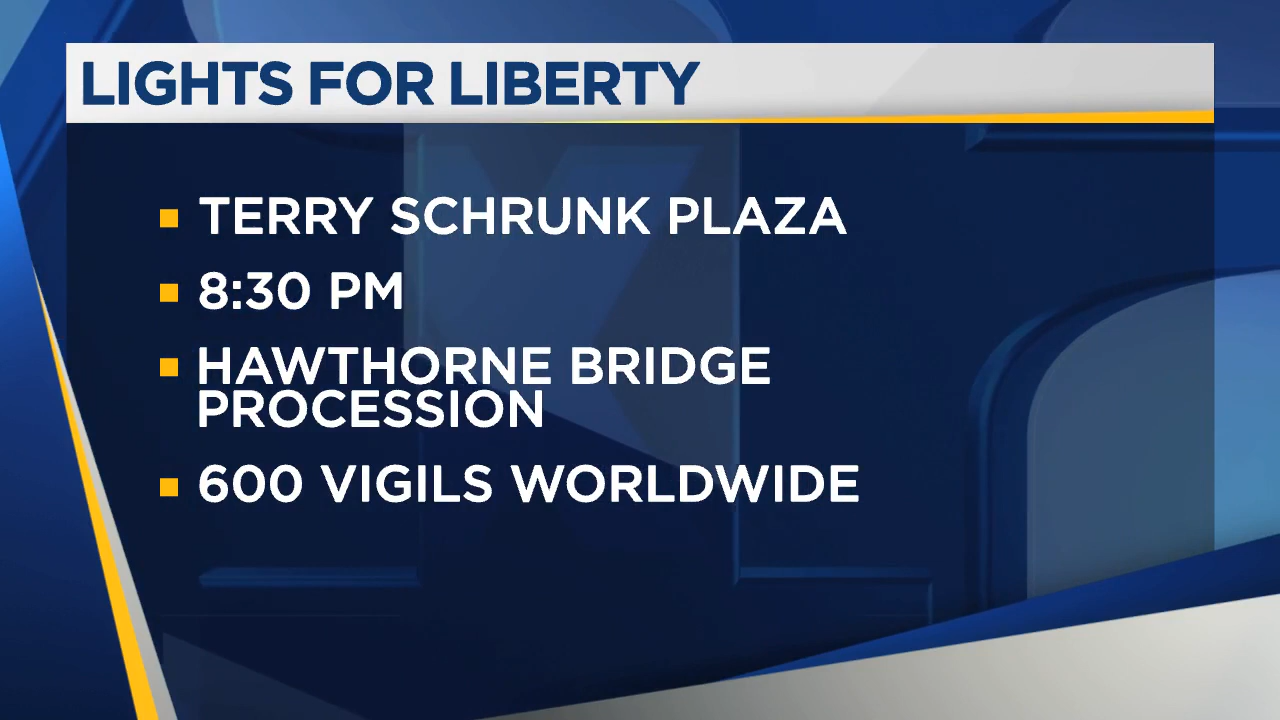 LIGHTS FOR LIBERTY
TERRY SCHRUNK PLAZA
8:30 PM
HAWTHORNE BRIDGE
PROCESSION
600 VIGILS WORLDWIDE